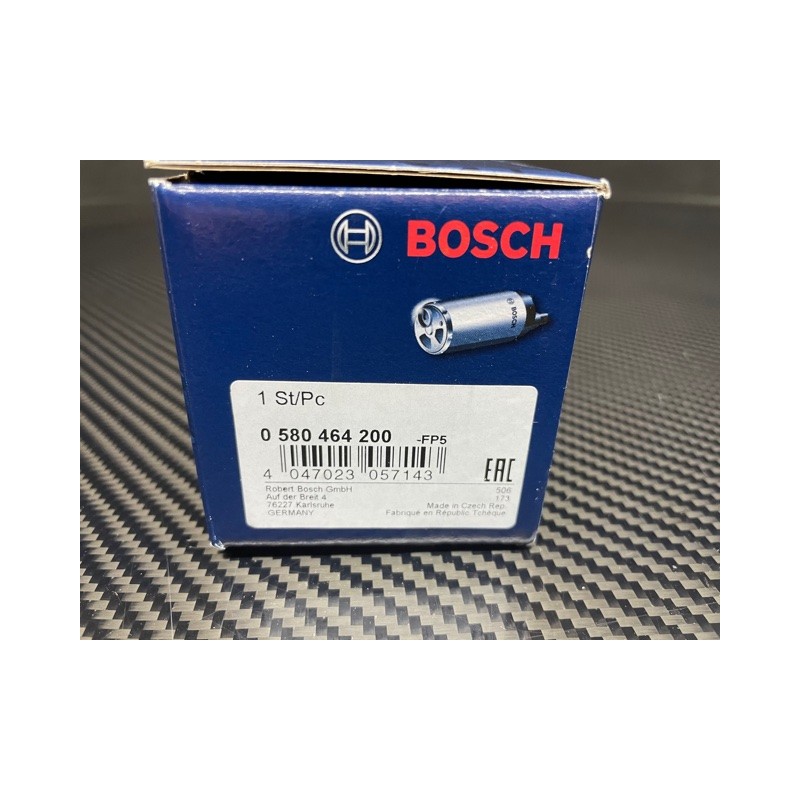 BOSCH
BOSCH
1 St/Pc
0 580 464 200 -FP5
4 047023 057143
EAC
Robert Bosch GmbH
Auf der Breit 4
76227 Karlsruhe
GERMANY
506
173
Made in Czech Rep.
Fabriqué en République Tchèque